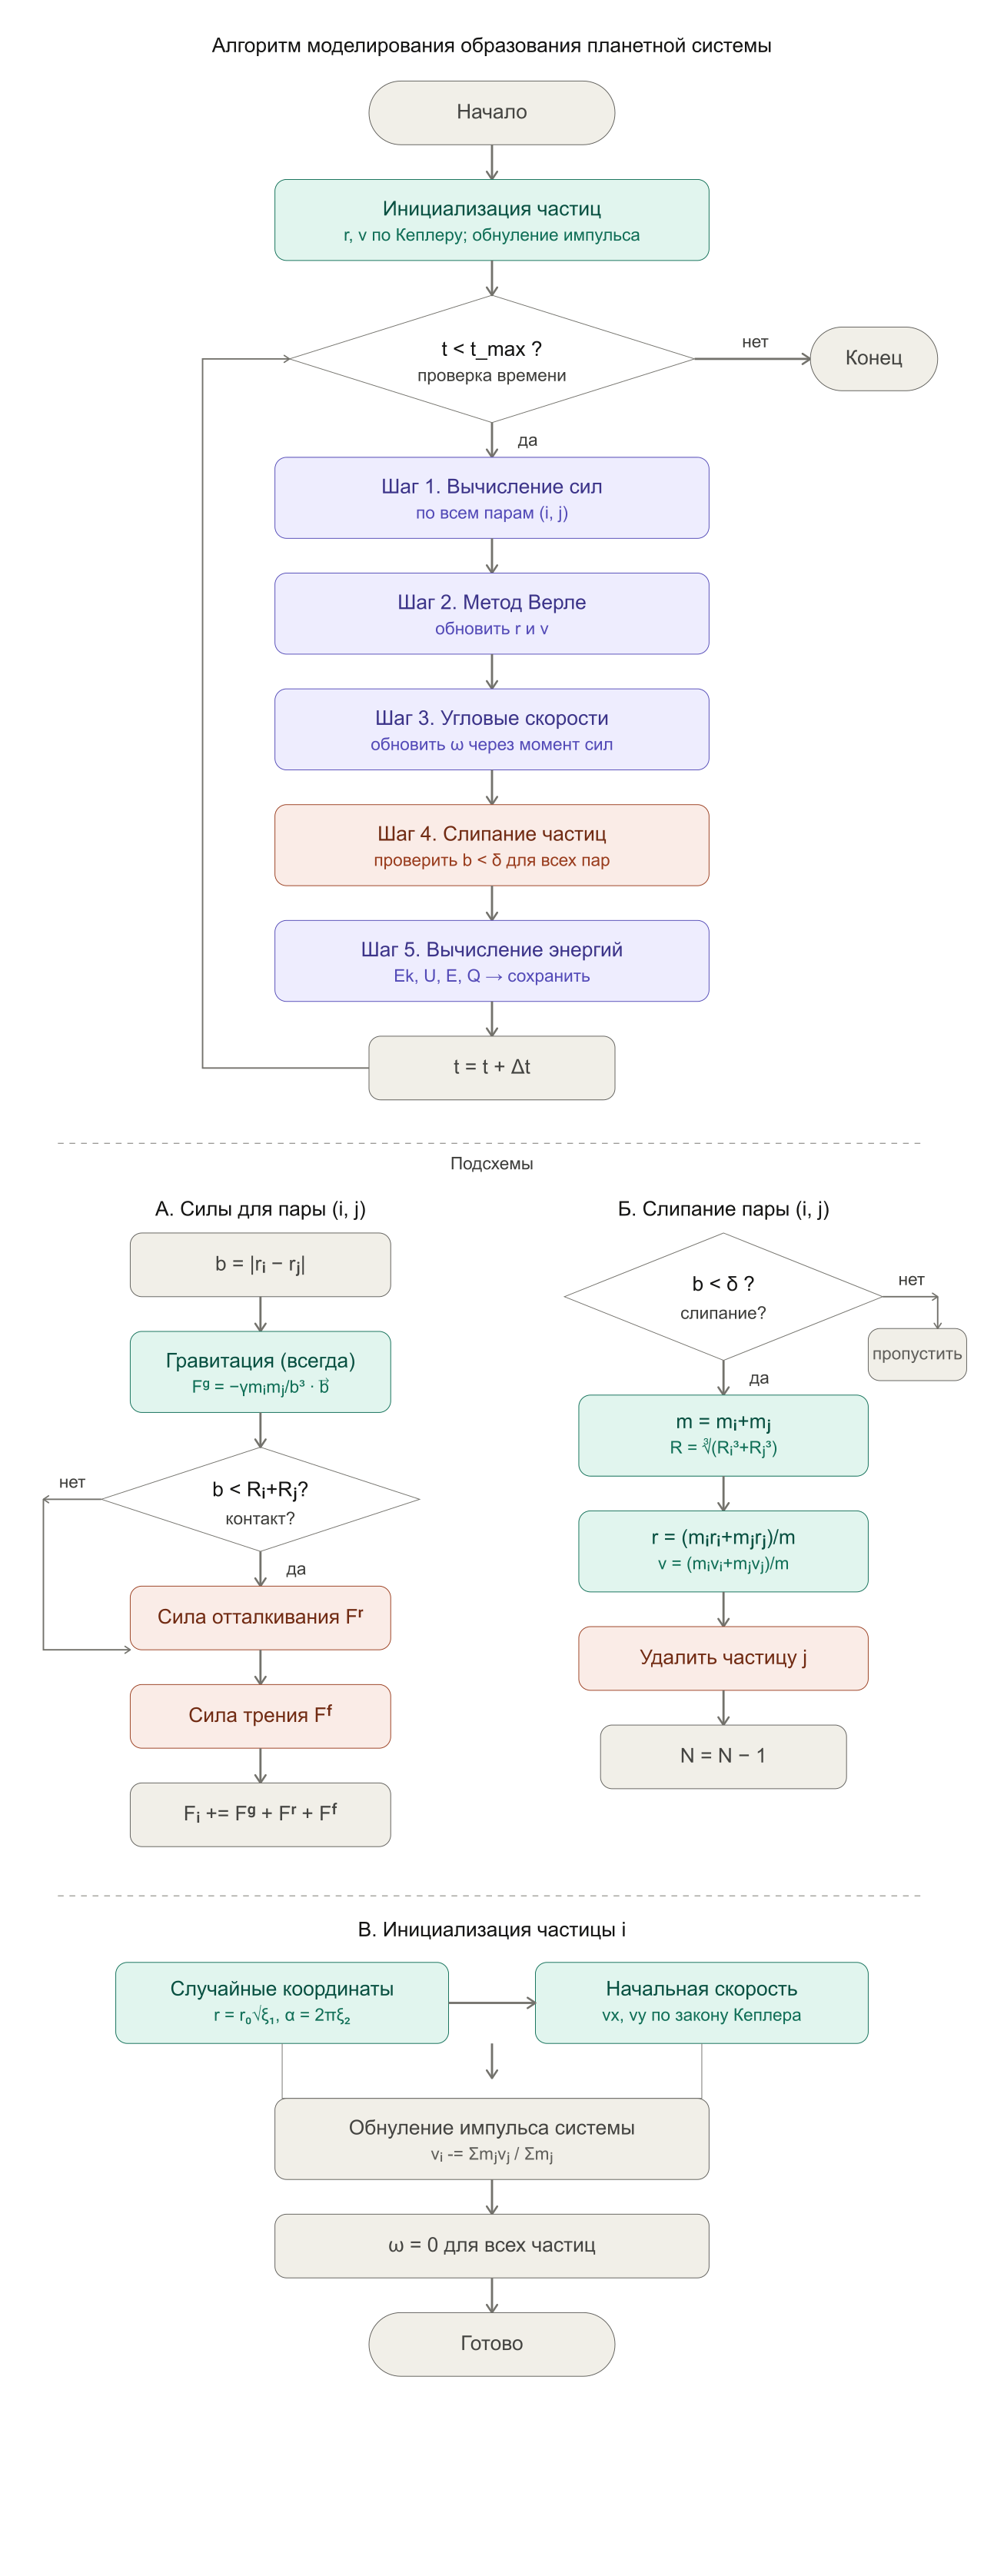 Алгоритм моделирования образования планетной системы
Начало
Инициализация частиц
r, v по Кеплеру; обнуление импульса
t < t_max ?
проверка времени
нет
Конец
да
Шаг 1. Вычисление сил
по всем парам (i, j)
Шаг 2. Метод Верле
обновить r и v
Шаг 3. Угловые скорости
обновить ω через момент сил
Шаг 4. Слипание частиц
проверить b < δ для всех пар
Шаг 5. Вычисление энергий
Ek, U, E, Q → сохранить
t = t + Δt
Подсхемы
А. Силы для пары (i, j)
b = |rᵢ − rⱼ|
Гравитация (всегда)
Fᵍ = −γmᵢmⱼ/b³ · b⃗
b < Rᵢ+Rⱼ?
контакт?
нет
да
Сила отталкивания Fʳ
Сила трения Fᶠ
Fᵢ += Fᵍ + Fʳ + Fᶠ
Б. Слипание пары (i, j)
b < δ ?
слипание?
нет
пропустить
да
m = mᵢ+mⱼ
R = ∛(Rᵢ³+Rⱼ³)
r = (mᵢrᵢ+mⱼrⱼ)/m
v = (mᵢvᵢ+mⱼvⱼ)/m
Удалить частицу j
N = N − 1
В. Инициализация частицы i
Случайные координаты
r = r₀√ξ₁, α = 2πξ₂
Начальная скорость
vx, vy по закону Кеплера
Обнуление импульса системы
vᵢ -= Σmⱼvⱼ / Σmⱼ
ω = 0 для всех частиц
Готово